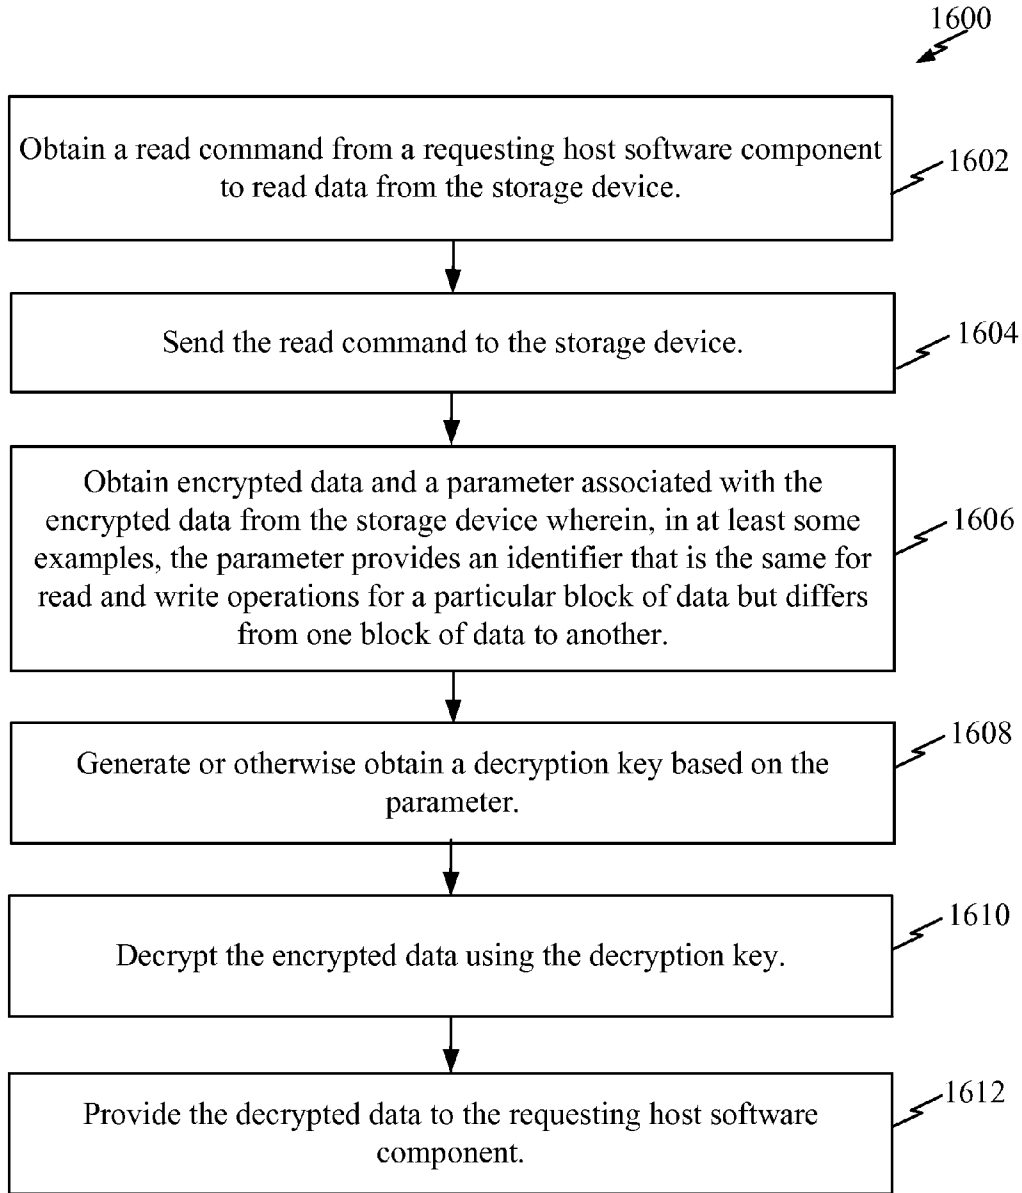 1600
Obtain a read command from a requesting host software component
to read data from the storage device.
1602
Send the read command to the storage device.
1604
Obtain encrypted data and a parameter associated with the
encrypted data from the storage device wherein, in at least some
examples, the parameter provides an identifier that is the same for
read and write operations for a particular block of data but differs
from one block of data to another.
1606
Generate or otherwise obtain a decryption key based on the
parameter.
1608
Decrypt the encrypted data using the decryption key.
1610
Provide the decrypted data to the requesting host software
component.
1612